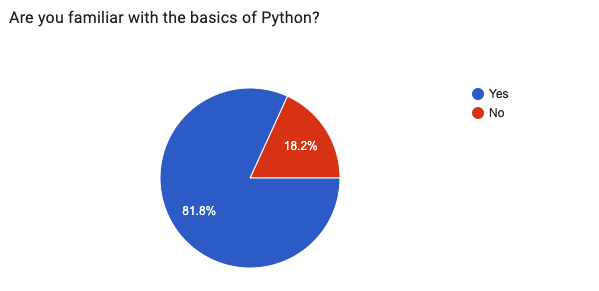 Are you familiar with the basics of Python?
Yes
No
18.2%
81.8%